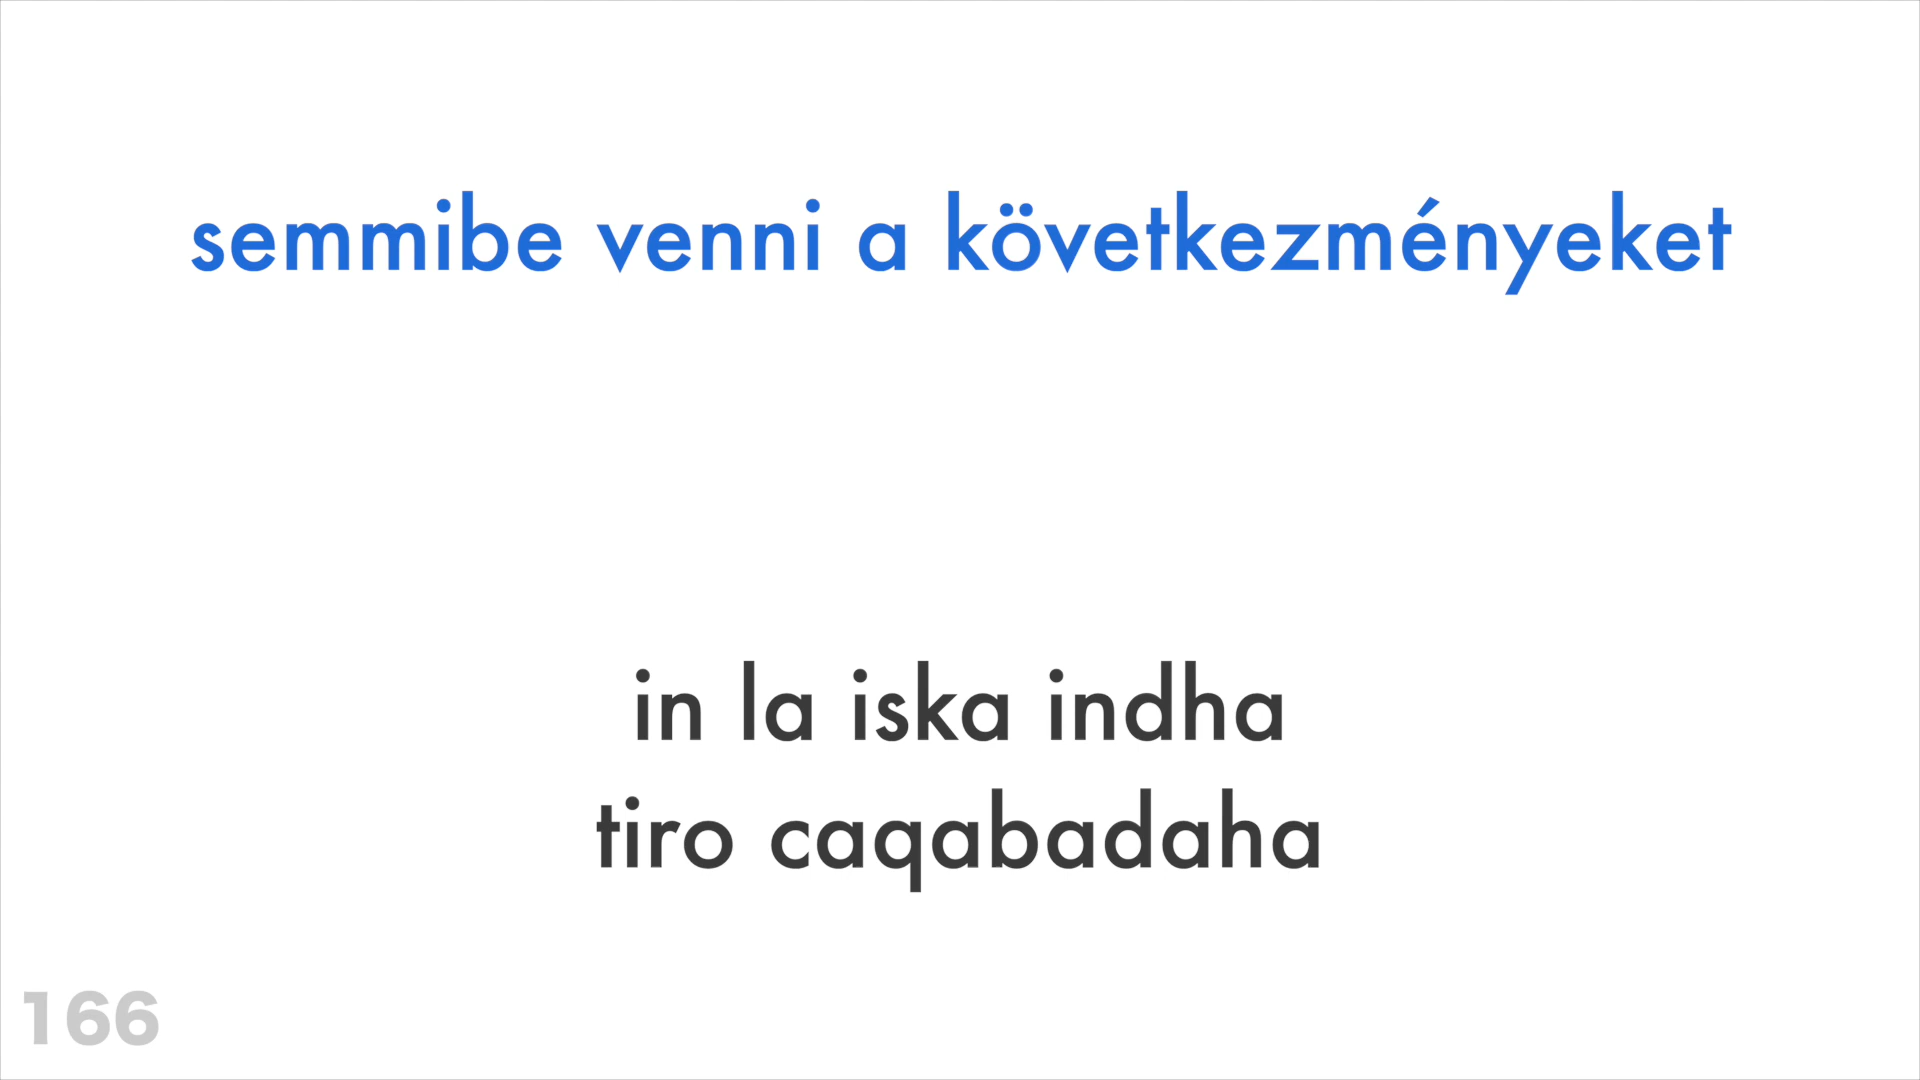 semmibe venni a következményeket
in la iska indha
tiro caqabadaha
166